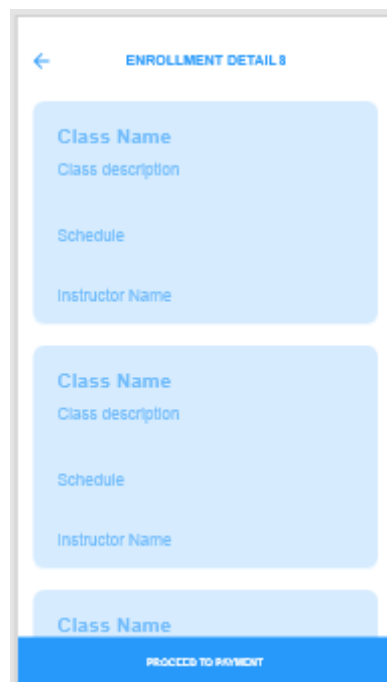 ENROLLMENT DETAILS
Class Name
Class description
Schedule
Instructor Name
Class Name
Class description
Schedule
Instructor Name
Class Name
PROCEED TO PAYMENT